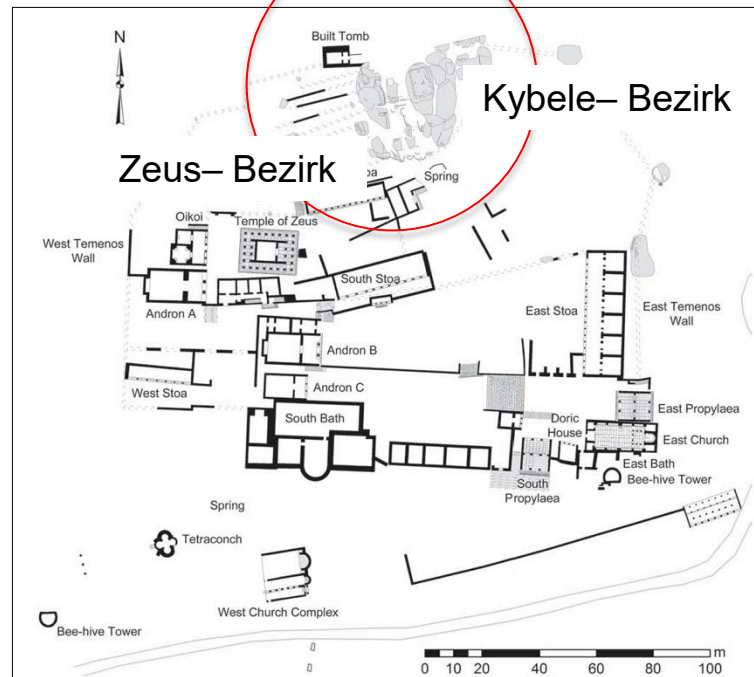 N
Built Tomb
Kybele– Bezirk
Zeus– Bezirk
Spring
Oikoi
Temple of Zeus
West Temenos
Wall
South Stoa
East Stoa
East Temenos
Wall
Andron A
Andron B
West Stoa
Andron C
South Bath
Doric
House
East Propylaea
East Church
East Bath
Bee-hive Tower
South
Propylaea
Spring
Tetraconch
West Church Complex
Bee-hive Tower
m
0 5 10 20 40 60 80 100